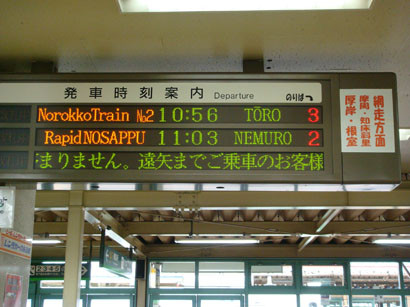 発車時刻案内 Departure のりば
NorokkoTrain №2 10:56 TŌRO 3
Rapid NOSAPPU 11:03 NEMURO 2
まりません。遠矢までご乗車のお客様
網走方面
摩周・知床斜里
厚岸・根室